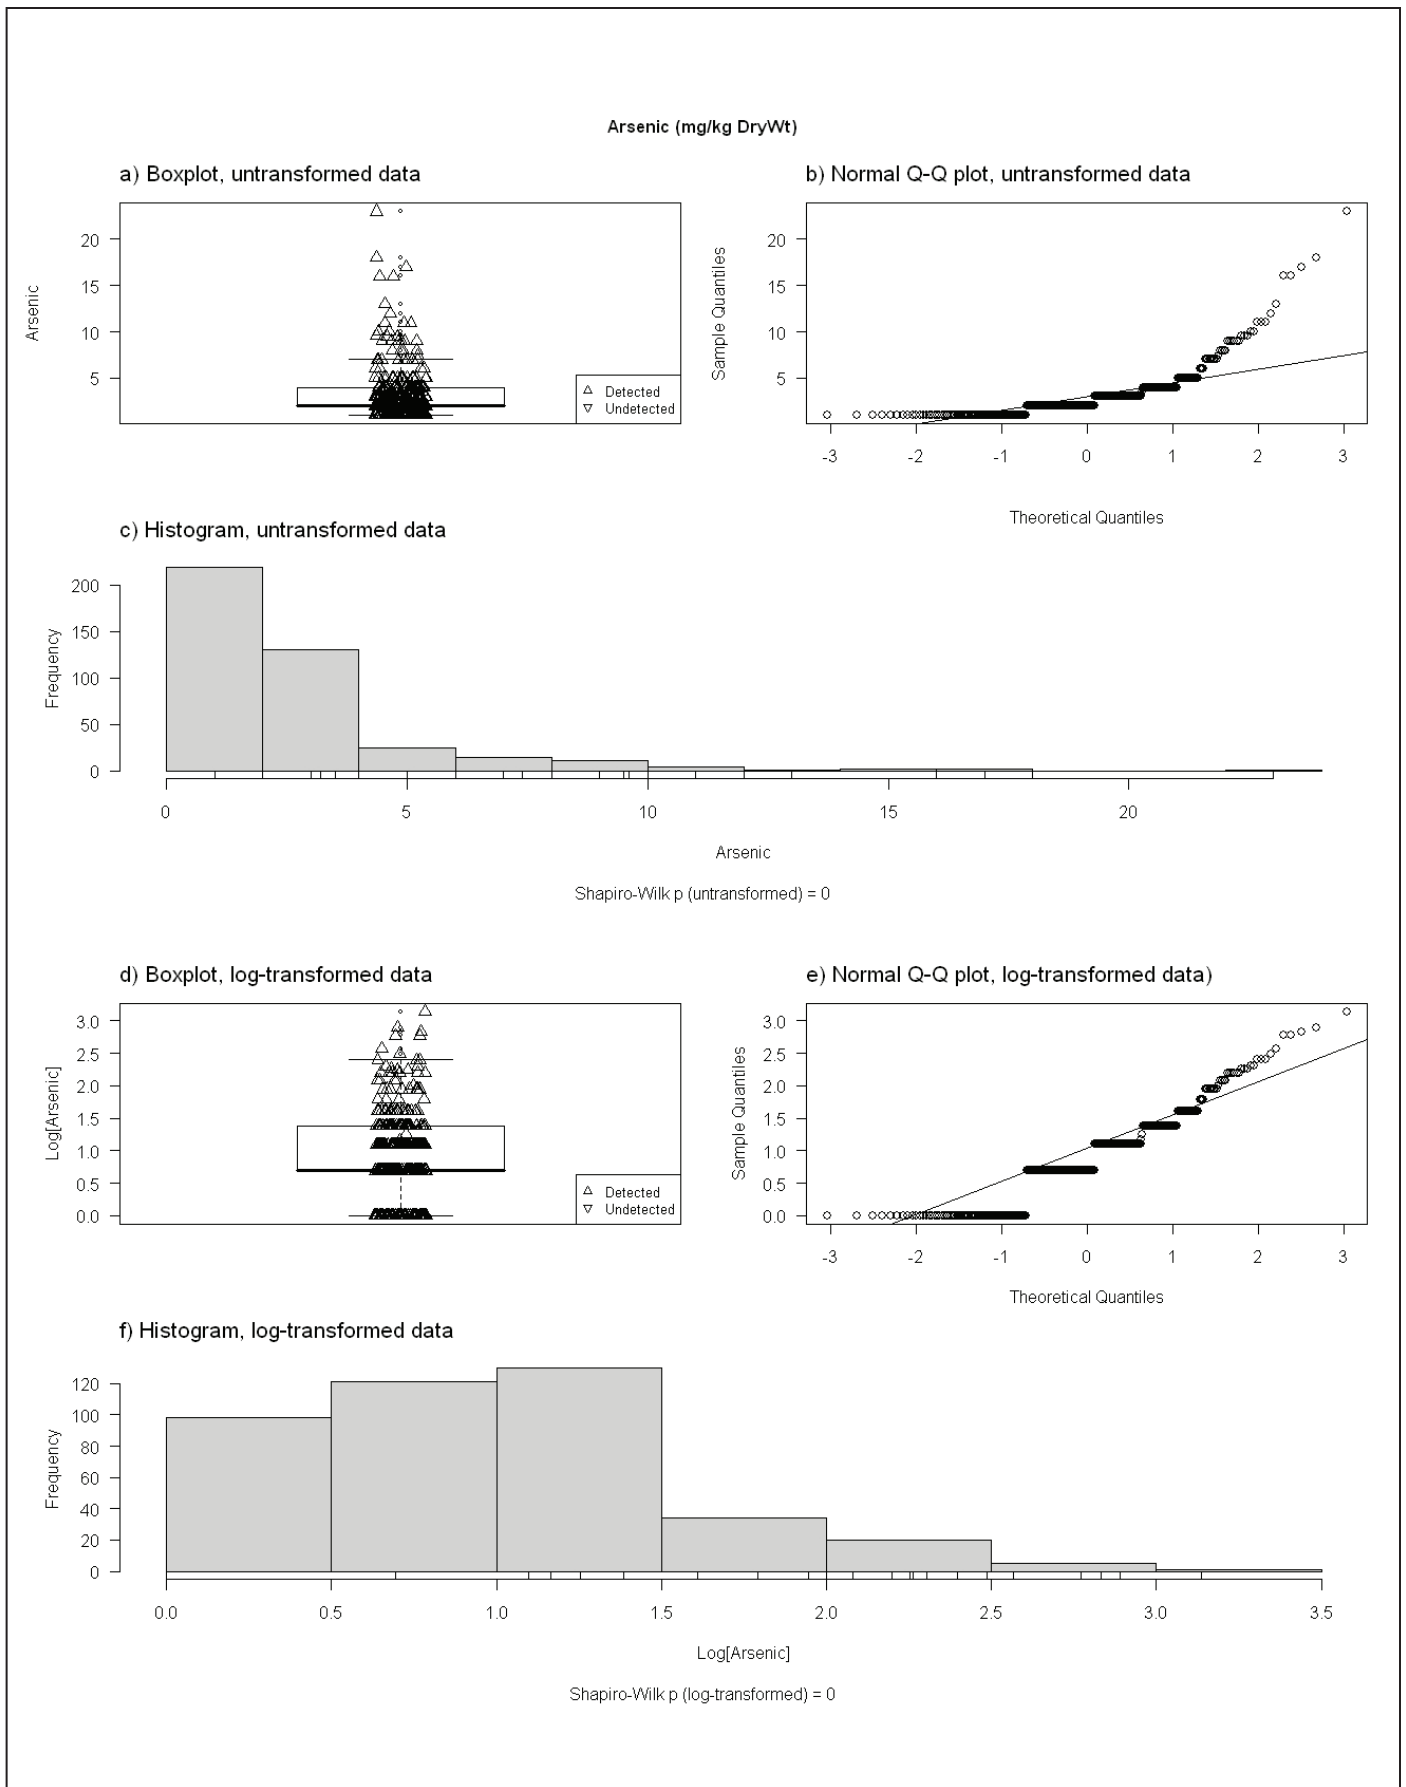 Arsenic (mg/kg DryWt)
a) Boxplot, untransformed data
Arsenic
20
15
10
5
Detected
Undetected
b) Normal Q-Q plot, untransformed data
Sample Quantiles
20
15
10
5
-3 -2 -1 0 1 2 3
Theoretical Quantiles
c) Histogram, untransformed data
Frequency
200
150
100
50
0
0 5 10 15 20
Arsenic
Shapiro-Wilk p (untransformed) = 0
d) Boxplot, log-transformed data
Log[Arsenic]
3.0
2.5
2.0
1.5
1.0
0.5
0.0
Detected
Undetected
e) Normal Q-Q plot, log-transformed data)
Sample Quantiles
3.0
2.5
2.0
1.5
1.0
0.5
0.0
-3 -2 -1 0 1 2 3
Theoretical Quantiles
f) Histogram, log-transformed data
Frequency
120
100
80
60
40
20
0
0.0 0.5 1.0 1.5 2.0 2.5 3.0 3.5
Log[Arsenic]
Shapiro-Wilk p (log-transformed) = 0